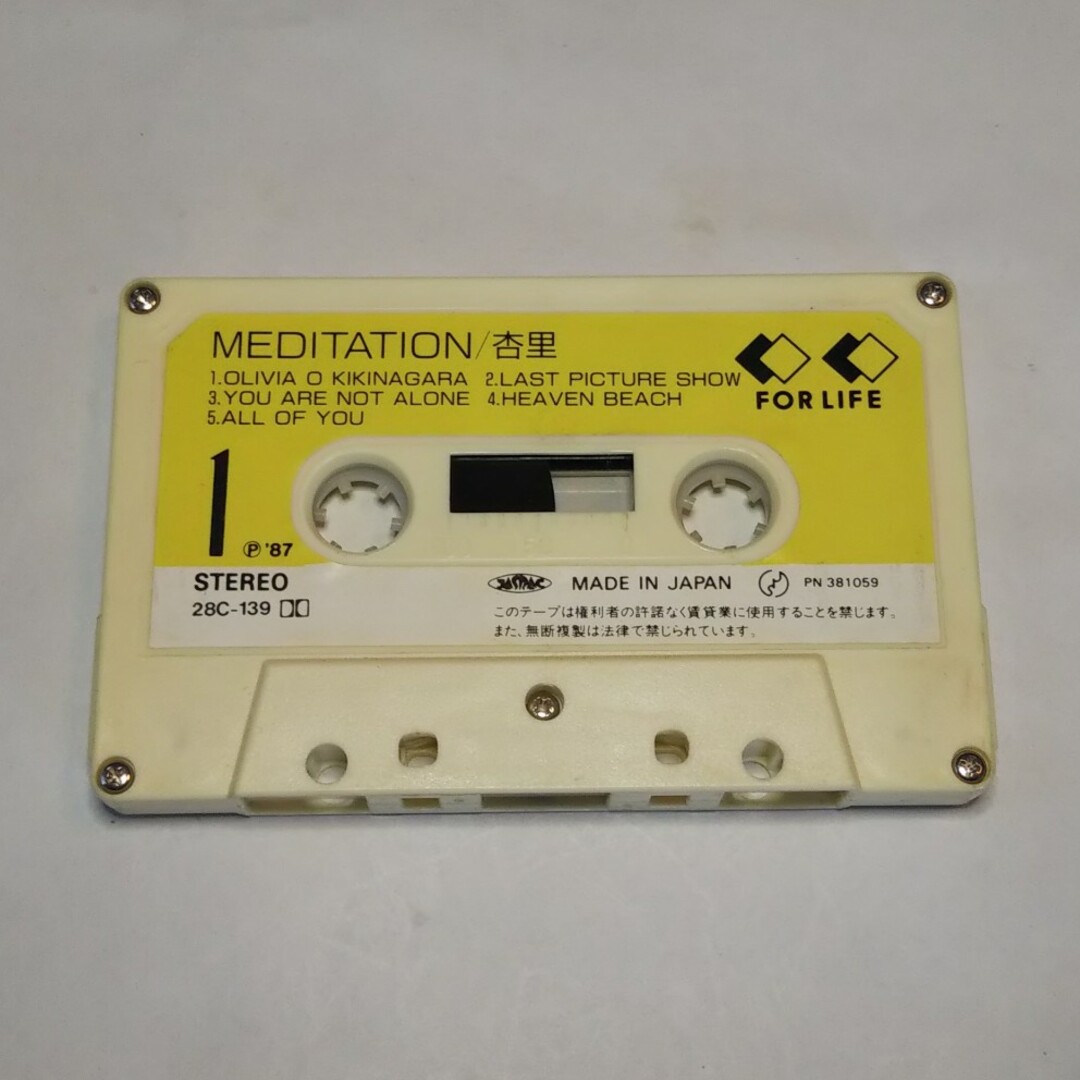 MEDITATION/杏里
1.OLIVIA O KIKINAGARA 2.LAST PICTURE SHOW
3.YOU ARE NOT ALONE 4.HEAVEN BEACH
5.ALL OF YOU
FOR LIFE
1 Ⓟ '87
STEREO
28C-139
JASRAC MADE IN JAPAN PN 381059
このテープは権利者の許諾なく賃貸業に使用することを禁じます。
また、無断複製は法律で禁じられています。